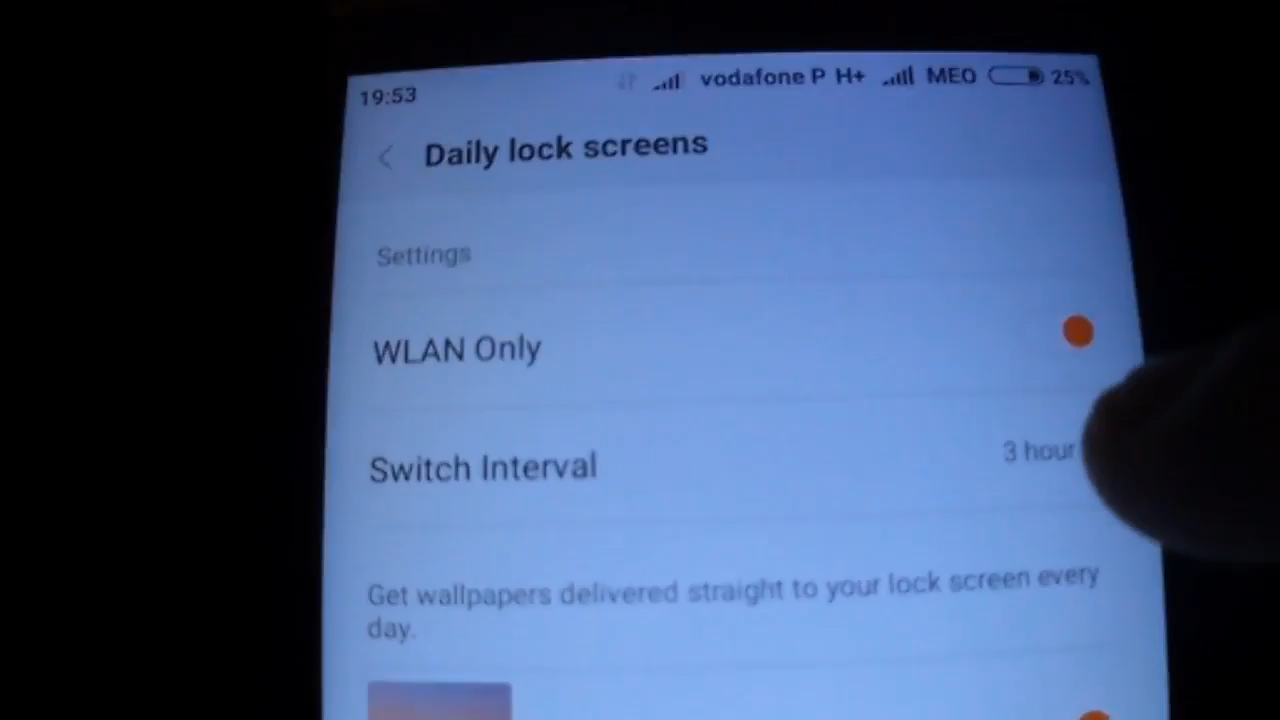 19:53 vodafone P H+ MEO 25%
Daily lock screens
Settings
WLAN Only
Switch Interval 3 hour
Get wallpapers delivered straight to your lock screen every
day.